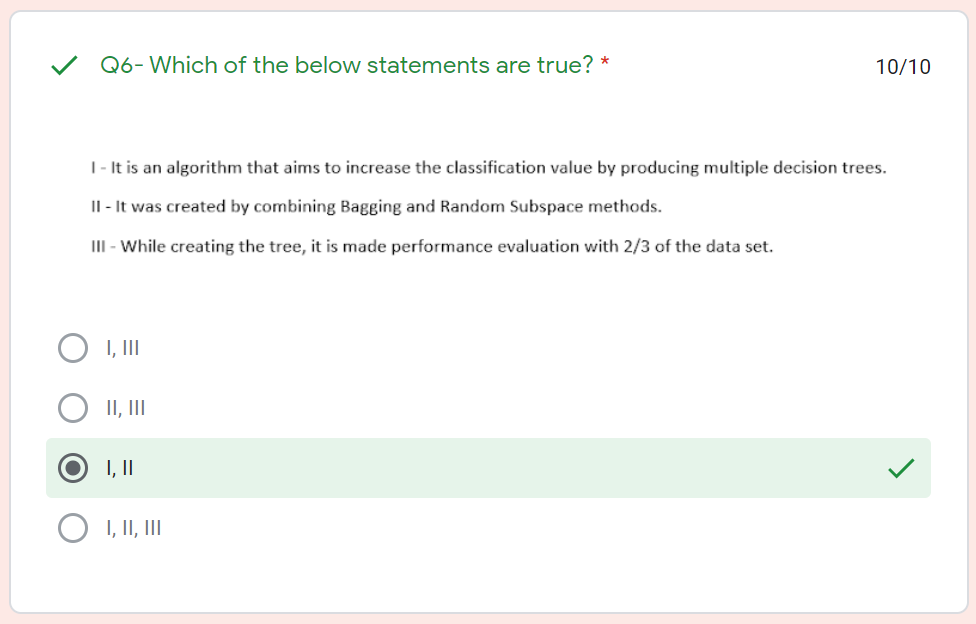 Q6- Which of the below statements are true? *
10/10
I - It is an algorithm that aims to increase the classification value by producing multiple decision trees.
II - It was created by combining Bagging and Random Subspace methods.
III - While creating the tree, it is made performance evaluation with 2/3 of the data set.
I, III
II, III
I, II
I, II, III